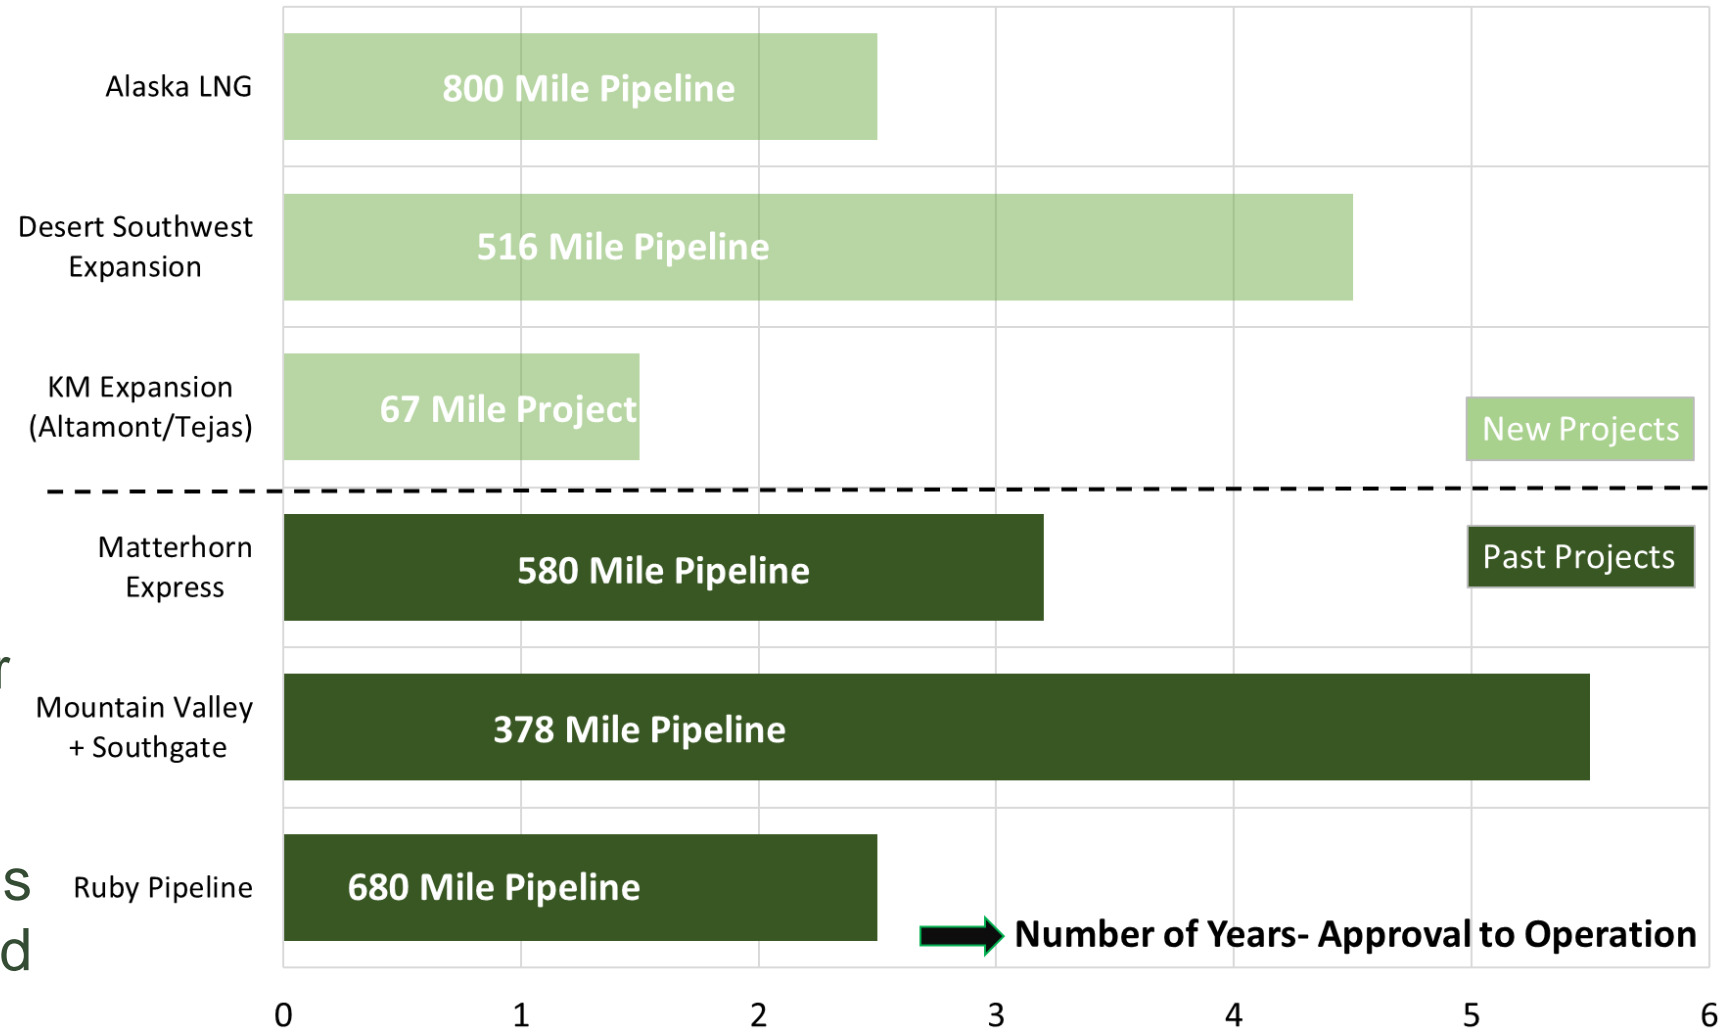 Alaska LNG
800 Mile Pipeline
Desert Southwest
Expansion
516 Mile Pipeline
KM Expansion
(Altamont/Tejas)
67 Mile Project
New Projects
Matterhorn
Express
580 Mile Pipeline
Past Projects
r
Mountain Valley
+ Southgate
378 Mile Pipeline
s
d
Ruby Pipeline
680 Mile Pipeline
Number of Years- Approval to Operation
0 1 2 3 4 5 6